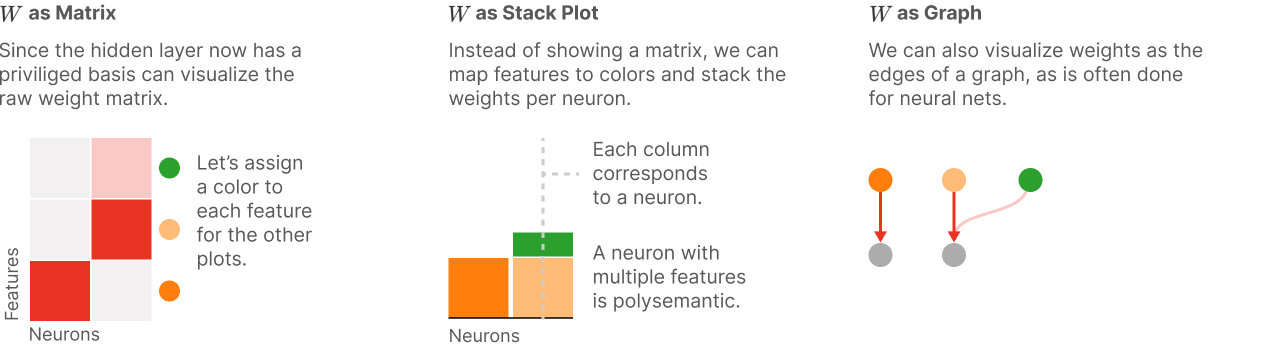 W as Matrix
Since the hidden layer now has a
priviliged basis can visualize the
raw weight matrix.
Let’s assign
a color to
each feature
for the other
plots.
Features
Neurons
W as Stack Plot
Instead of showing a matrix, we can
map features to colors and stack the
weights per neuron.
Each column
corresponds
to a neuron.
A neuron with
multiple features
is polysemantic.
Neurons
W as Graph
We can also visualize weights as the
edges of a graph, as is often done
for neural nets.